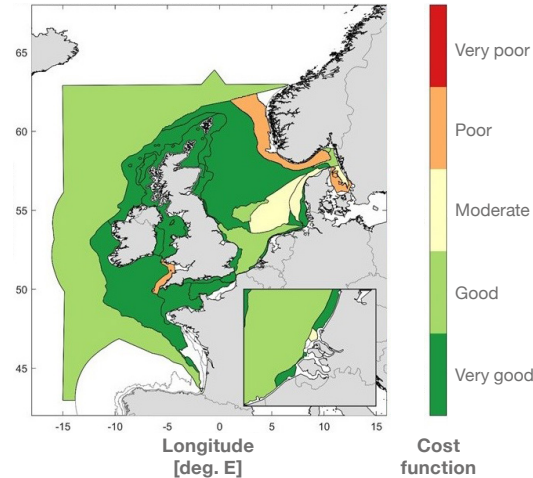 65
60
55
50
45
-15
-10
-5
0
5
10
15
Longitude
[deg. E]
Very poor
Poor
Moderate
Good
Very good
Cost
function